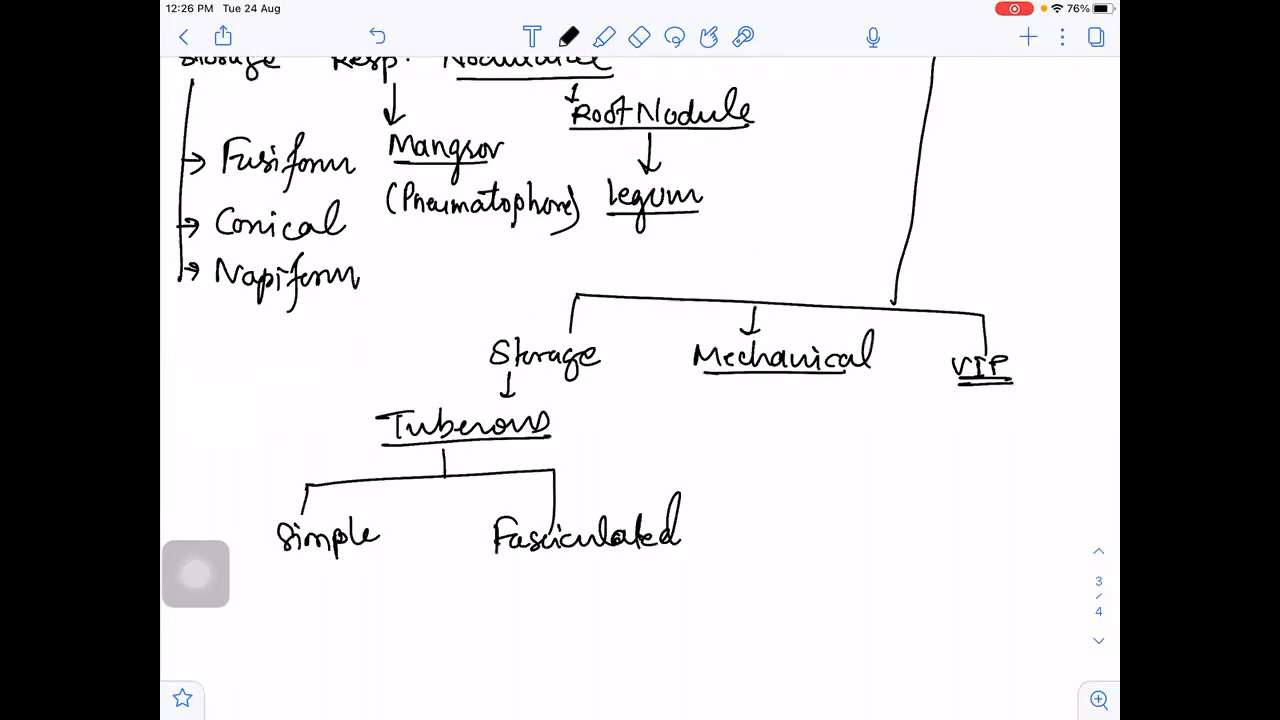 12:26 PM Tue 24 Aug
76%
Storage Resp. Nodulated
Root Nodule
Fusiform Mangrov
(Pneumatophore) legum
Conical
Napiform
Storage Mechanical VIP
Tuberous
Simple Fasciculated
3
4